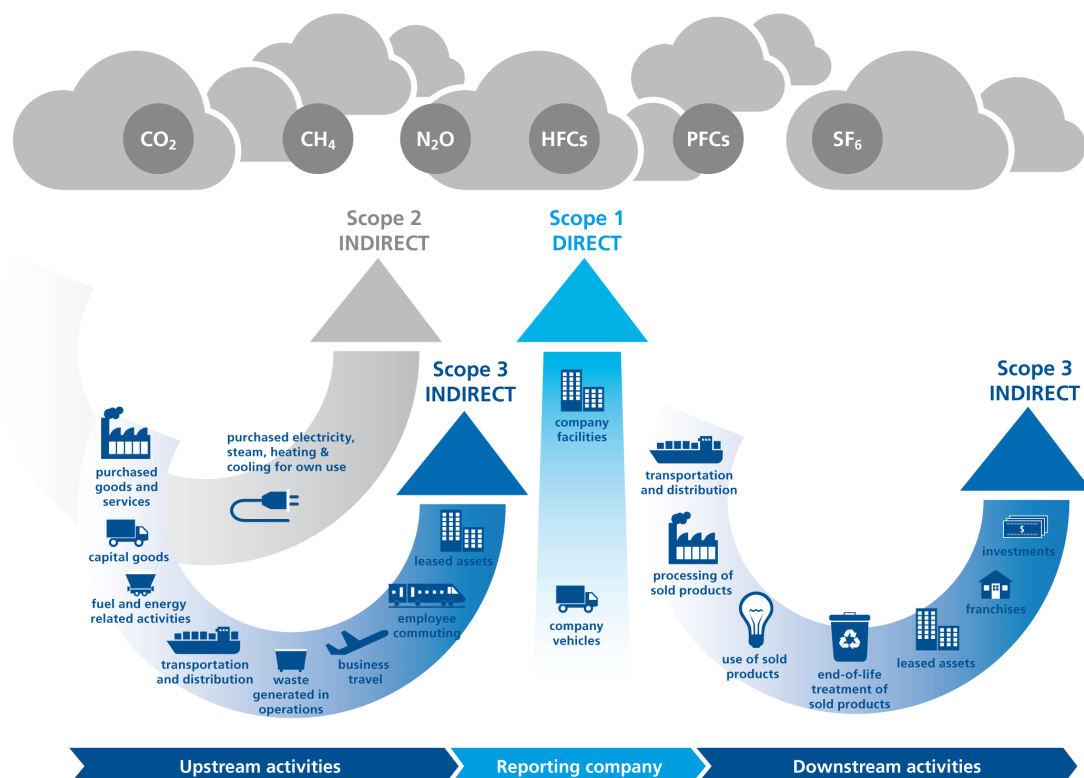 CO₂
CH₄
N₂O
HFCs
PFCs
SF₆
Scope 2
INDIRECT
Scope 1
DIRECT
Scope 3
INDIRECT
Scope 3
INDIRECT
purchased electricity,
steam, heating &
cooling for own use
purchased
goods and
services
capital goods
fuel and energy
related activities
transportation
and distribution
waste
generated in
operations
business
travel
employee
commuting
leased assets
company
facilities
company
vehicles
transportation
and distribution
processing of
sold products
use of sold
products
end-of-life
treatment of
sold products
leased assets
franchises
$
investments
Upstream activities
Reporting company
Downstream activities